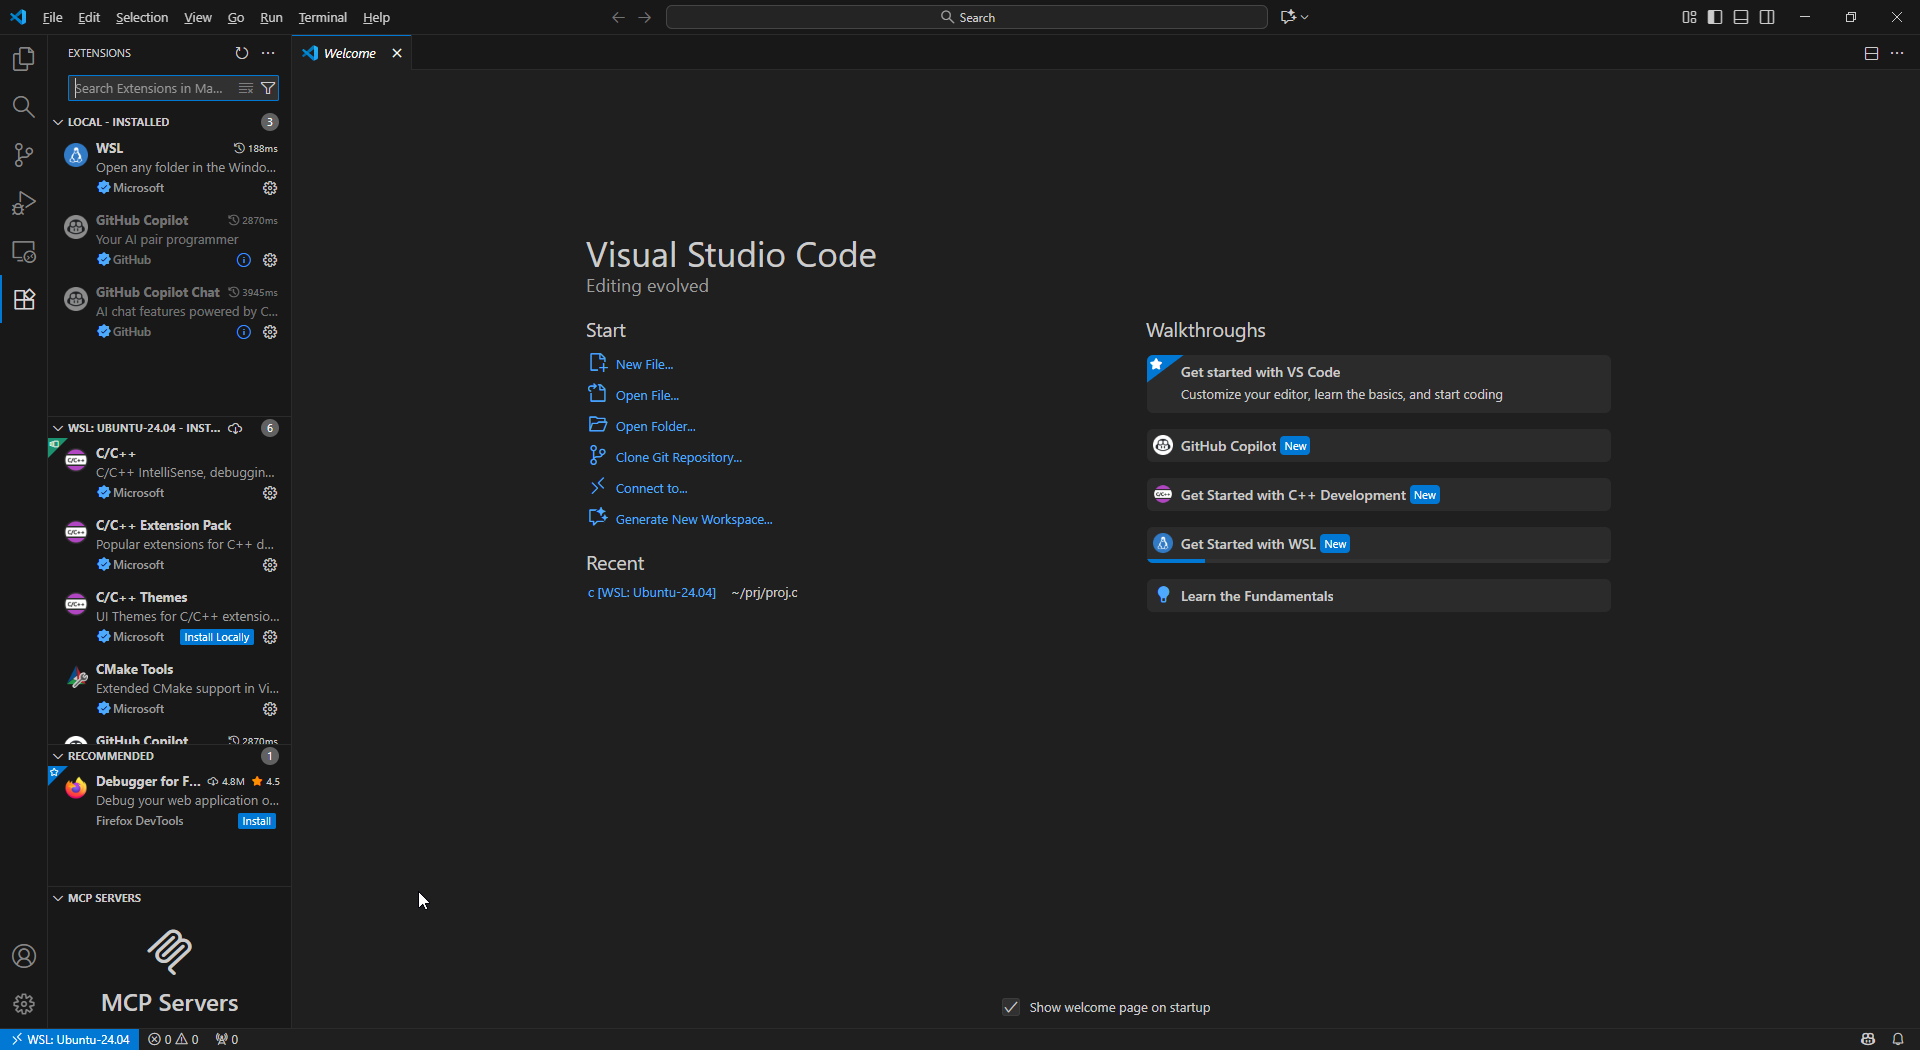 File Edit Selection View Go Run Terminal Help
Search
EXTENSIONS
Search Extensions in Ma...
LOCAL - INSTALLED 3
WSL 188ms
Open any folder in the Windo...
Microsoft
GitHub Copilot 2870ms
Your AI pair programmer
GitHub
GitHub Copilot Chat 3945ms
AI chat features powered by C...
GitHub
WSL: UBUNTU-24.04 - INST... 6
C/C++
C/C++ IntelliSense, debuggin...
Microsoft
C/C++ Extension Pack
Popular extensions for C++ d...
Microsoft
C/C++ Themes
UI Themes for C/C++ extensio...
Microsoft Install Locally
CMake Tools
Extended CMake support in Vi...
Microsoft
GitHub Copilot 2870ms
RECOMMENDED 1
Debugger for F... 4.8M 4.5
Debug your web application o...
Firefox DevTools Install
MCP SERVERS
MCP Servers
Welcome
Visual Studio Code
Editing evolved
Start
New File...
Open File...
Open Folder...
Clone Git Repository...
Connect to...
Generate New Workspace...
Recent
c [WSL: Ubuntu-24.04] ~/prj/proj.c
Walkthroughs
Get started with VS Code
Customize your editor, learn the basics, and start coding
GitHub Copilot New
Get Started with C++ Development New
Get Started with WSL New
Learn the Fundamentals
Show welcome page on startup
WSL: Ubuntu-24.04 0 0 0